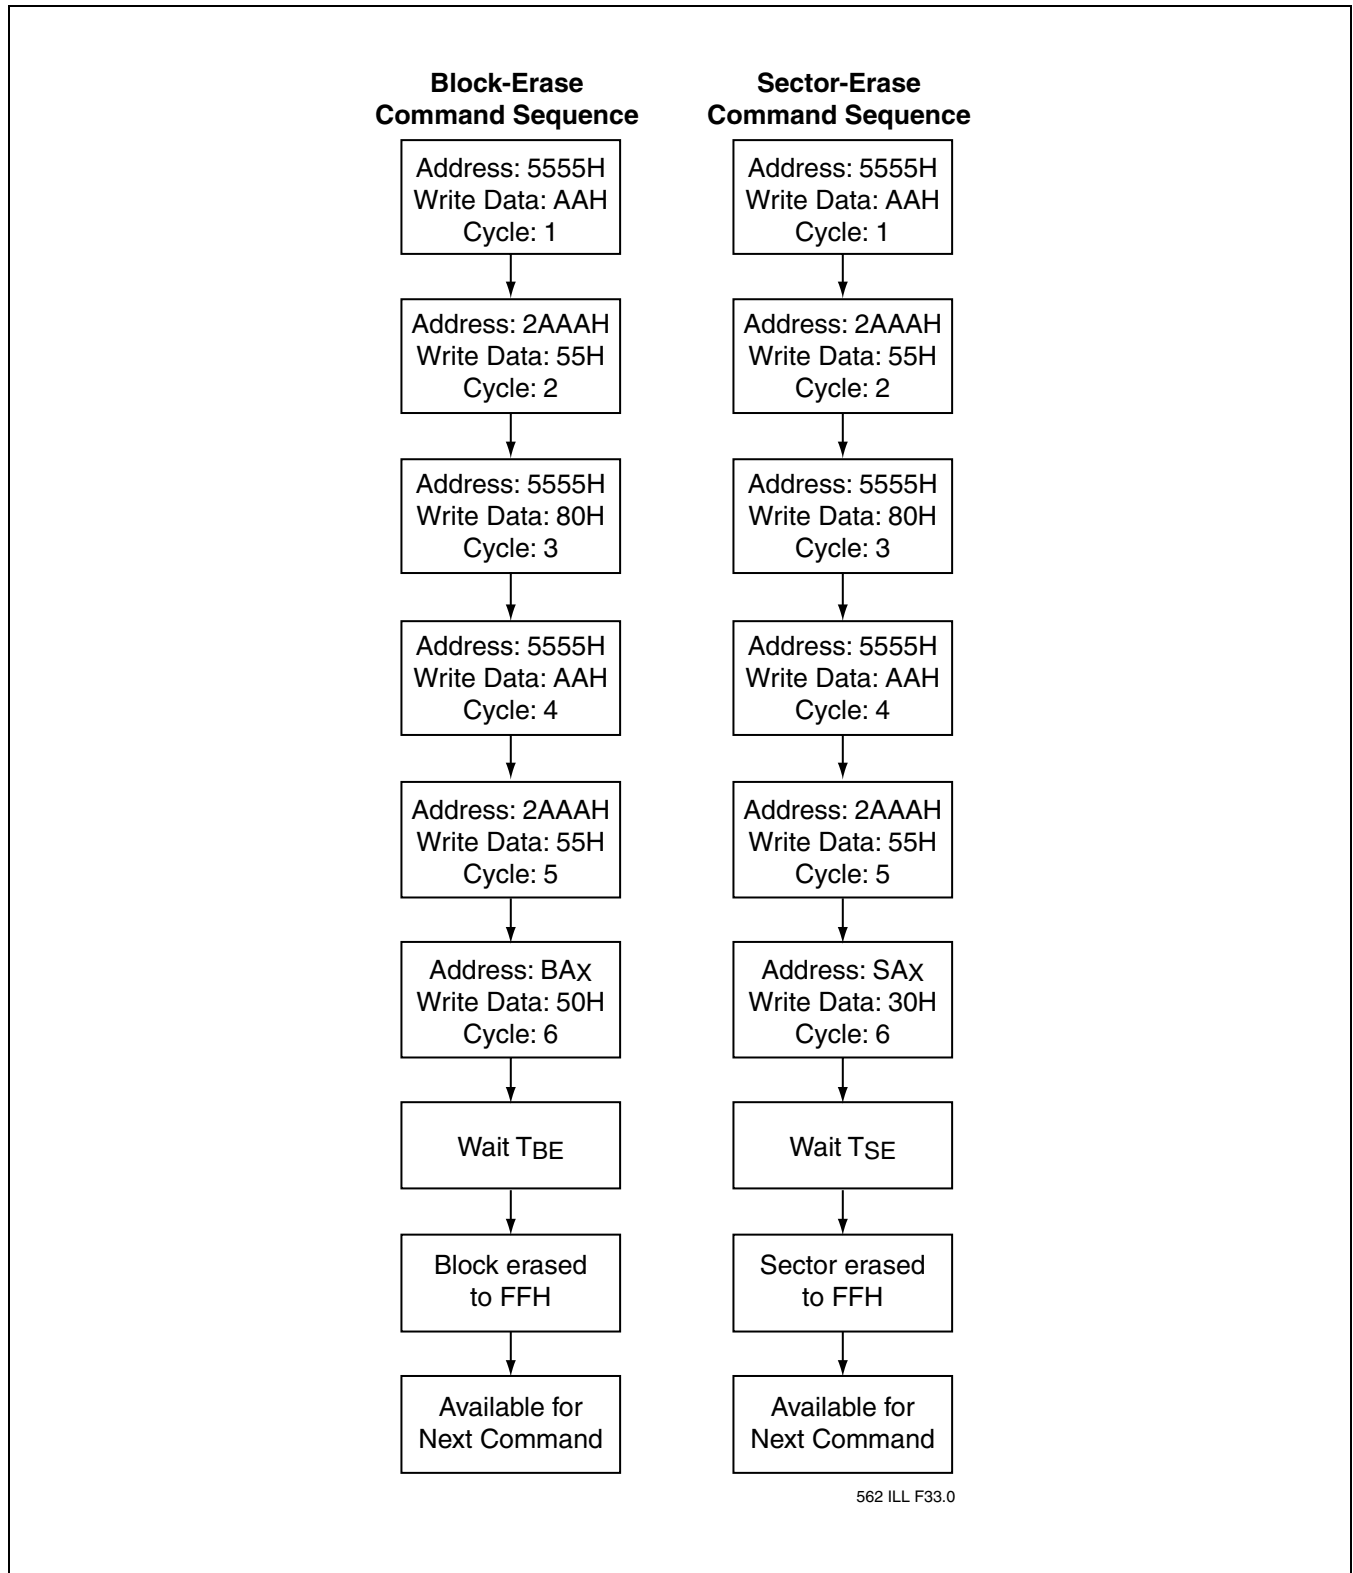 Block-Erase
Command Sequence
Address: 5555H
Write Data: AAH
Cycle: 1
Address: 2AAAH
Write Data: 55H
Cycle: 2
Address: 5555H
Write Data: 80H
Cycle: 3
Address: 5555H
Write Data: AAH
Cycle: 4
Address: 2AAAH
Write Data: 55H
Cycle: 5
Address: BAX
Write Data: 50H
Cycle: 6
Wait TBE
Block erased
to FFH
Available for
Next Command
Sector-Erase
Command Sequence
Address: 5555H
Write Data: AAH
Cycle: 1
Address: 2AAAH
Write Data: 55H
Cycle: 2
Address: 5555H
Write Data: 80H
Cycle: 3
Address: 5555H
Write Data: AAH
Cycle: 4
Address: 2AAAH
Write Data: 55H
Cycle: 5
Address: SAX
Write Data: 30H
Cycle: 6
Wait TSE
Sector erased
to FFH
Available for
Next Command
562 ILL F33.0